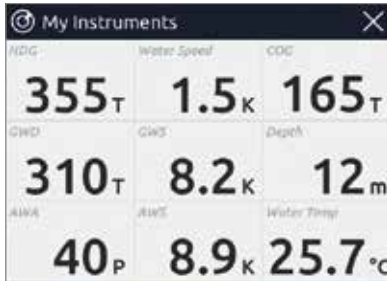 My Instruments
HDG Water Speed COG
355T 1.5K 165T
GWD GWS Depth
310T 8.2K 12m
AWA AWS Water Temp
40P 8.9K 25.7°C